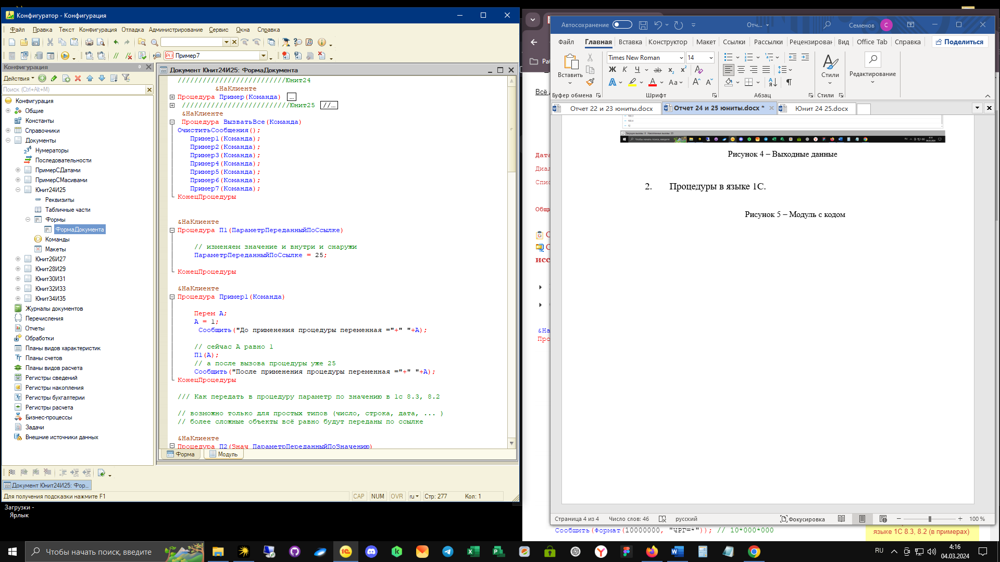 Конфигуратор - Конфигурация
Файл Правка Текст Конфигурация Отладка Администрирование Сервис Окна Справка
Пример7
Конфигурация
Действия
Поиск (Ctrl+Alt+M)
Конфигурация
Общие
Константы
Справочники
Документы
Нумераторы
Последовательности
ПримерСДатами
ПримерСМасивами
Юнит24И25
Реквизиты
Табличные части
Формы
ФормаДокумента
Команды
Макеты
Юнит26И27
Юнит28И29
Юнит30И31
Юнит32И33
Юнит34И35
Журналы документов
Перечисления
Отчеты
Обработки
Планы видов характеристик
Планы счетов
Планы видов расчета
Регистры сведений
Регистры накопления
Регистры бухгалтерии
Регистры расчета
Бизнес-процессы
Задачи
Внешние источники данных
Документ Юнит24И25: ФормаДокумента
//////////////////////////Юнит24
&НаКлиенте
Процедура Пример(Команда) ...
//////////////////////////Юнит25 //...
&НаКлиенте
Процедура ВызватьВсе(Команда)
ОчиститьСообщения();
Пример1(Команда);
Пример2(Команда);
Пример3(Команда);
Пример4(Команда);
Пример5(Команда);
Пример6(Команда);
Пример7(Команда);
КонецПроцедуры
&НаКлиенте
Процедура П1(ПараметрПереданныйПоСсылке)
// изменяем значение и внутри и снаружи
ПараметрПереданныйПоСсылке = 25;
КонецПроцедуры
&НаКлиенте
Процедура Пример1(Команда)
Перем А;
А = 1;
Сообщить("До применения процедуры переменная ="+" "+А);
// сейчас А равно 1
П1(А);
// а после вызова процедуры уже 25
Сообщить("После применения процедуры переменная ="+" "+А);
КонецПроцедуры
/// Как передать в процедуру параметр по значению в 1с 8.3, 8.2
// возможно только для простых типов (число, строка, дата, ... )
// более сложные объекты всё равно будут переданы по ссылке
&НаКлиенте
Процедура П2(Знач ПараметрПереданныйПоЗначению)
Форма Модуль
Документ Юнит24И25: Фор...
Для получения подсказки нажмите F1 CAP NUM OVR ru Стр: 277 Кол: 1
Загрузки -
Ярлык
Автосохранение Отч... Семенов С
Файл Главная Вставка Конструктор Макет Ссылки Рассылки Рецензирова Вид Office Tab Справка Поделиться
Times New Roman 14
Вставить
Ж К Ч ab x₂ x²
Стили Редактирование
Буфер обмена Шрифт Абзац Стили
Отчет 22 и 23 юниты.docx Отчет 24 и 25 юниты.docx * Юнит 24 25.docx
Рисунок 4 – Выходные данные
2. Процедуры в языке 1С.
Рисунок 5 – Модуль с кодом
Страница 4 из 4 Число слов: 46 русский Фокусировка 100 %
Раб
Всё
Дата
Диал
Спис
Общи
исс
&На
Про
Сообщить(Формат(10000000, "ЧРГ=*")); // 10*000*000
языке 1С 8.3, 8.2 (в примерах)
Чтобы начать поиск, введите
RU 4:16
04.03.2024